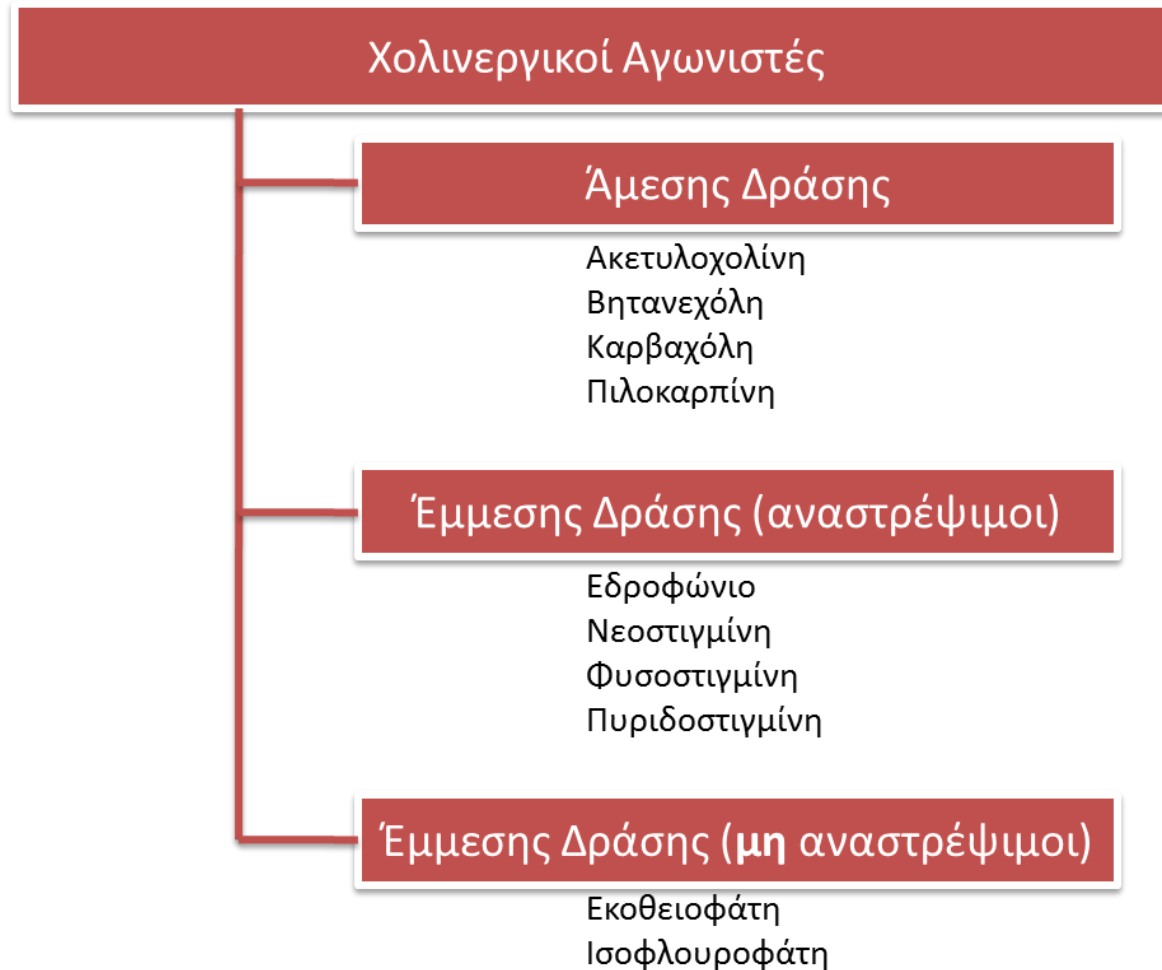 Χολινεργικοί Αγωνιστές
Άμεσης Δράσης
Ακετυλοχολίνη
Βητανεχόλη
Καρβαχόλη
Πιλοκαρπίνη
Έμμεσης Δράσης (αναστρέψιμοι)
Εδροφώνιο
Νεοστιγμίνη
Φυσοστιγμίνη
Πυριδοστιγμίνη
Έμμεσης Δράσης (μη αναστρέψιμοι)
Εκοθειοφάτη
Ισοφλουροφάτη